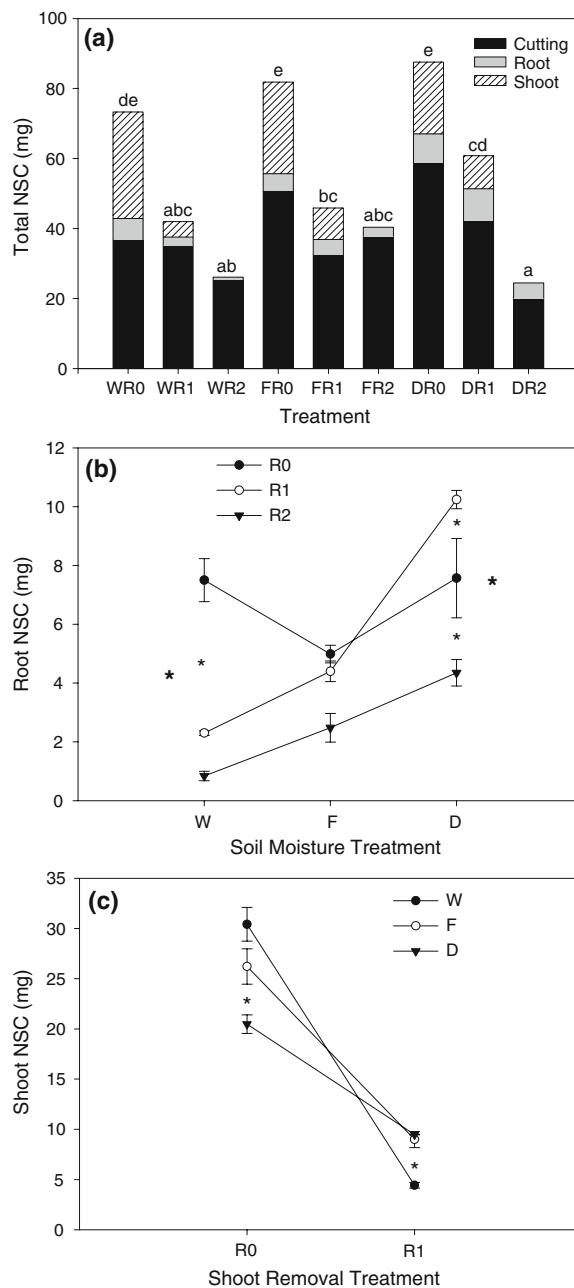 (a)
Cutting
Root
Shoot
100
80
60
40
20
0
Total NSC (mg)
de
abc
ab
e
bc
abc
e
cd
a
WR0 WR1 WR2 FR0 FR1 FR2 DR0 DR1 DR2
Treatment
(b)
R0
R1
R2
12
10
8
6
4
2
0
Root NSC (mg)
*
*
*
*
*
W F D
Soil Moisture Treatment
(c)
W
F
D
35
30
25
20
15
10
5
0
Shoot NSC (mg)
*
*
R0 R1
Shoot Removal Treatment